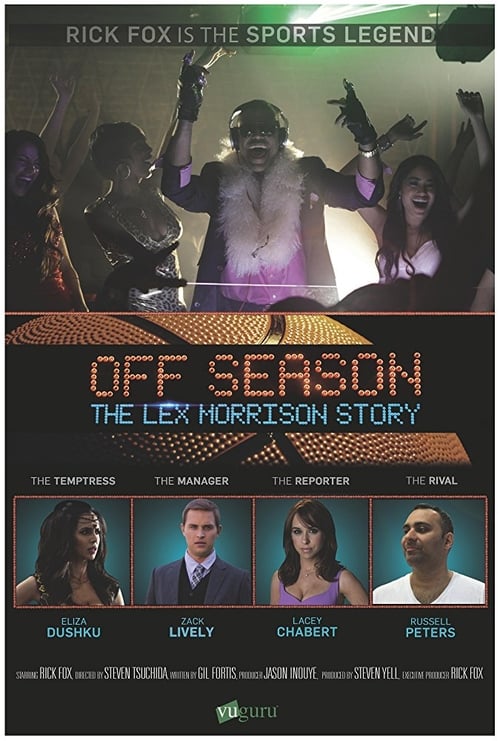 RICK FOX IS THE SPORTS LEGEND
OFF SEASON
THE LEX MORRISON STORY
THE TEMPTRESS THE MANAGER THE REPORTER THE RIVAL
ELIZA DUSHKU
ZACK LIVELY
LACEY CHABERT
RUSSELL PETERS
STARRING RICK FOX, DIRECTED BY STEVEN TSUCHIDA, WRITTEN BY GIL FORTIS, PRODUCER JASON INOUYE, PRODUCED BY STEVEN YELL, EXECUTIVE PRODUCER RICK FOX
vuguru